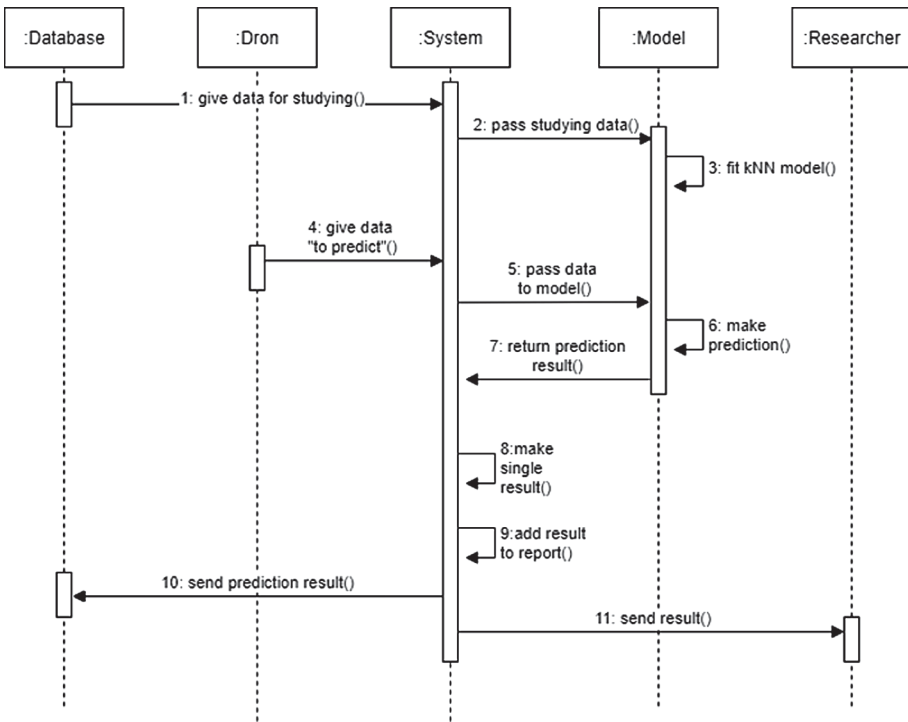 :Database
:Dron
:System
:Model
:Researcher
1: give data for studying()
2: pass studying data()
3: fit kNN model()
4: give data
"to predict"()
5: pass data
to model()
6: make
prediction()
7: return prediction
result()
8:make
single
result()
9:add result
to report()
10: send prediction result()
11: send result()